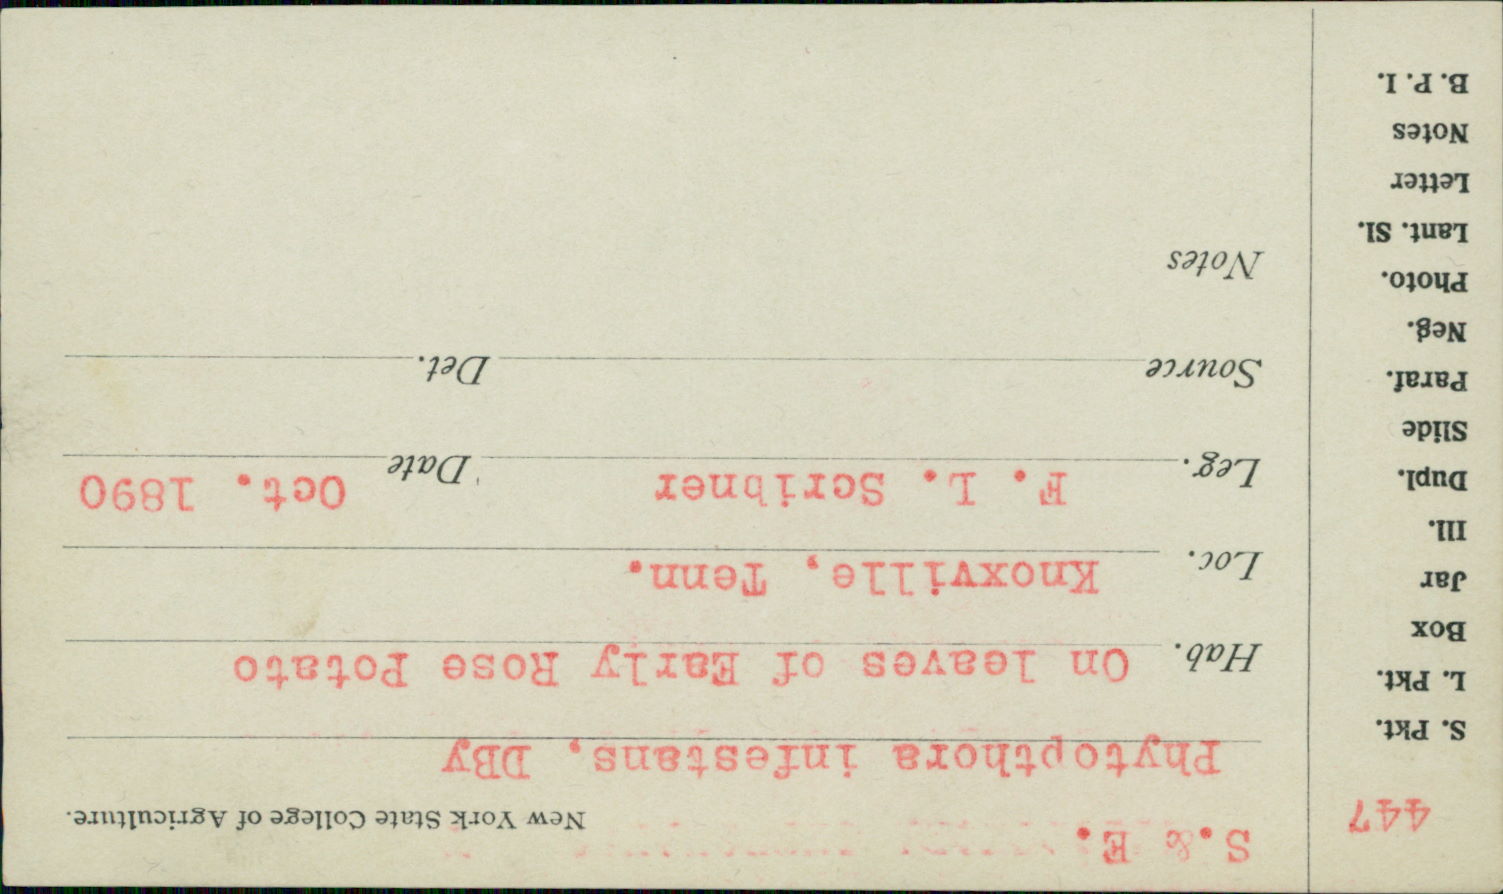 447
S. & E.
New York State College of Agriculture.
Phytopthora infestans, DBy
Hab. On leaves of Early Rose Potato
Loc. Knoxville, Tenn.
Leg. F. L. Scribner Date Oct. 1890
Source Det.
Notes
S. Pkt.
L. Pkt.
Box
Jar
Ill.
Dupl.
Slide
Paraf.
Neg.
Photo.
Lant. Sl.
Letter
Notes
B. P. I.